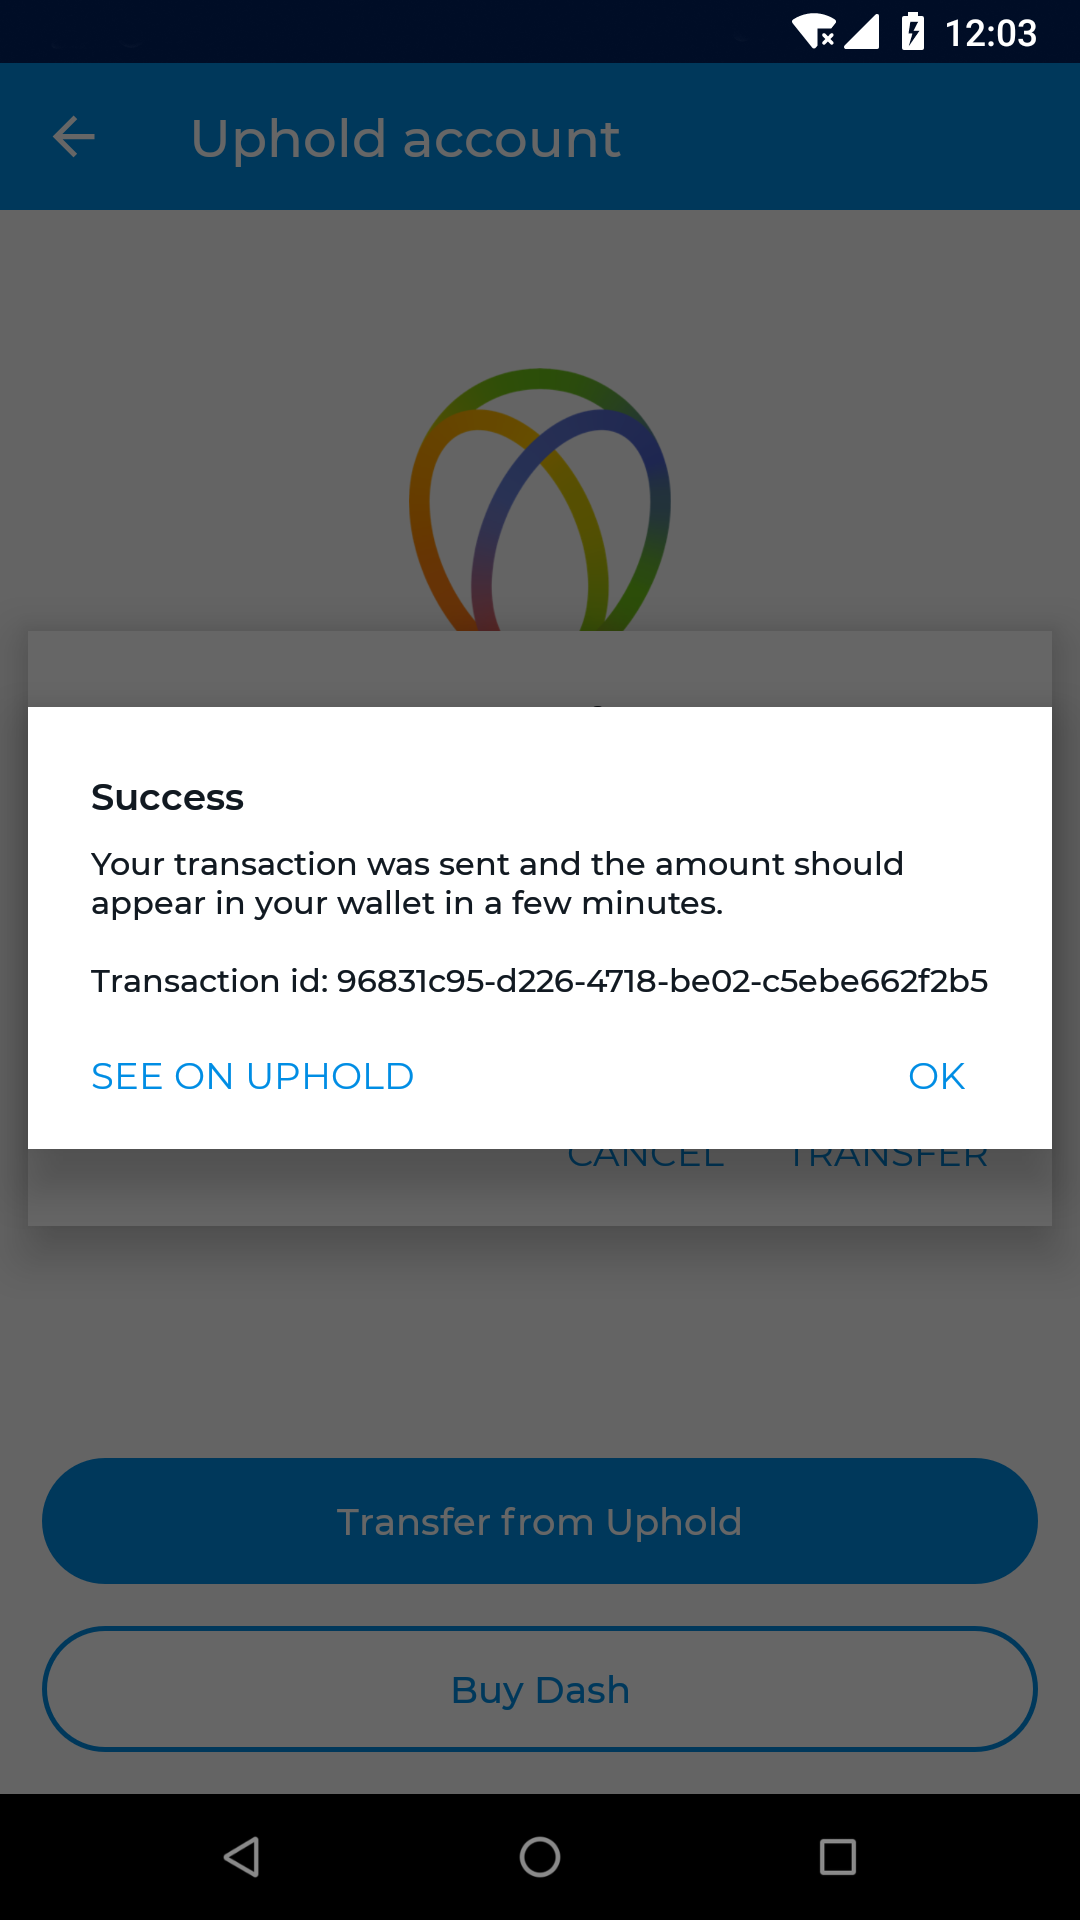 12:03
Uphold account
Success
Your transaction was sent and the amount should
appear in your wallet in a few minutes.
Transaction id: 96831c95-d226-4718-be02-c5ebe662f2b5
SEE ON UPHOLD
OK
CANCEL
TRANSFER
Transfer from Uphold
Buy Dash